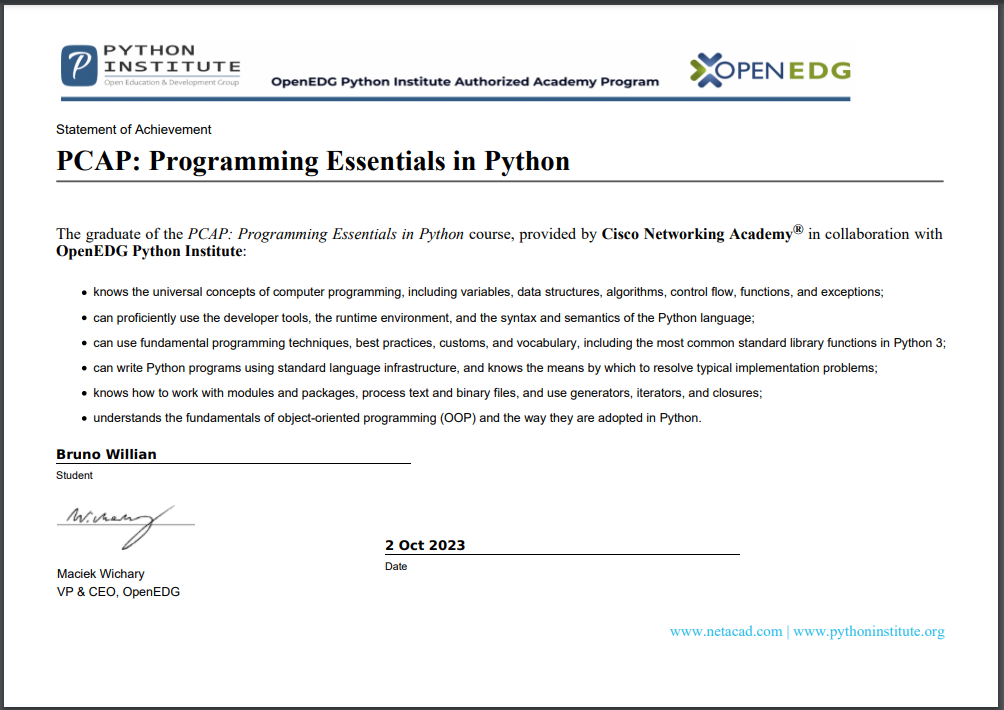 PYTHON
INSTITUTE
Open Education & Development Group
OpenEDG Python Institute Authorized Academy Program
OPENEDG
Statement of Achievement
PCAP: Programming Essentials in Python
The graduate of the PCAP: Programming Essentials in Python course, provided by Cisco Networking Academy® in collaboration with
OpenEDG Python Institute:
• knows the universal concepts of computer programming, including variables, data structures, algorithms, control flow, functions, and exceptions;
• can proficiently use the developer tools, the runtime environment, and the syntax and semantics of the Python language;
• can use fundamental programming techniques, best practices, customs, and vocabulary, including the most common standard library functions in Python 3;
• can write Python programs using standard language infrastructure, and knows the means by which to resolve typical implementation problems;
• knows how to work with modules and packages, process text and binary files, and use generators, iterators, and closures;
• understands the fundamentals of object-oriented programming (OOP) and the way they are adopted in Python.
Bruno Willian
Student
2 Oct 2023
Date
Maciek Wichary
VP & CEO, OpenEDG
www.netacad.com | www.pythoninstitute.org